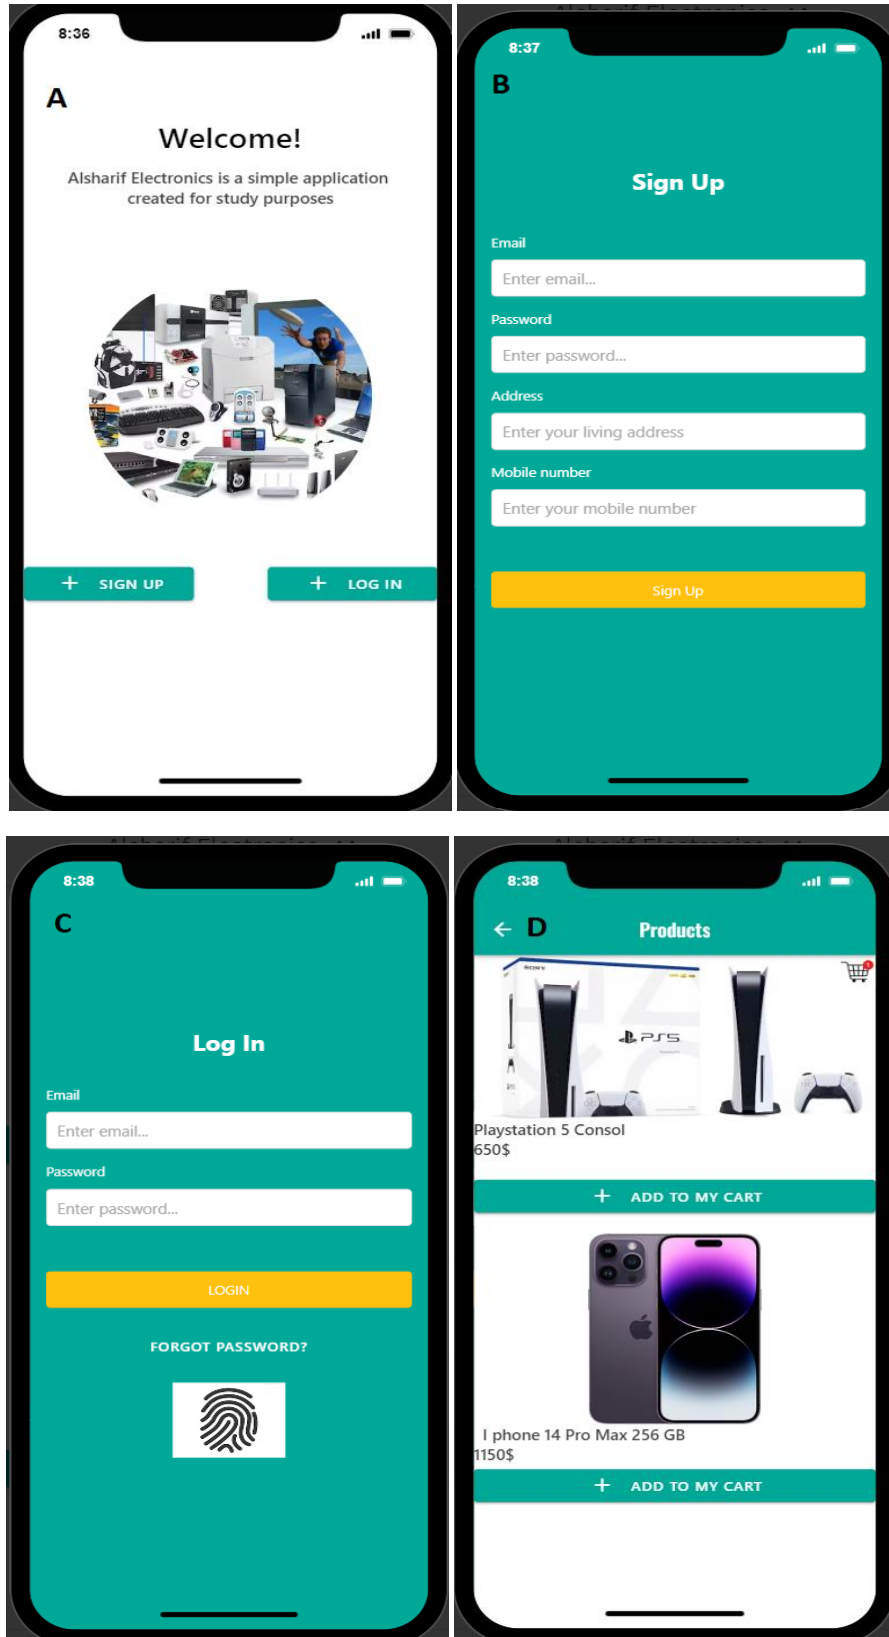 8:36
A
Welcome!
Alsharif Electronics is a simple application
created for study purposes
+ SIGN UP
+ LOG IN
8:37
B
Sign Up
Email
Enter email...
Password
Enter password...
Address
Enter your living address
Mobile number
Enter your mobile number
Sign Up
8:38
C
Log In
Email
Enter email...
Password
Enter password...
LOGIN
FORGOT PASSWORD?
8:38
D
Products
SONY
PS5
Playstation 5 Consol
650$
+ ADD TO MY CART
I phone 14 Pro Max 256 GB
1150$
+ ADD TO MY CART